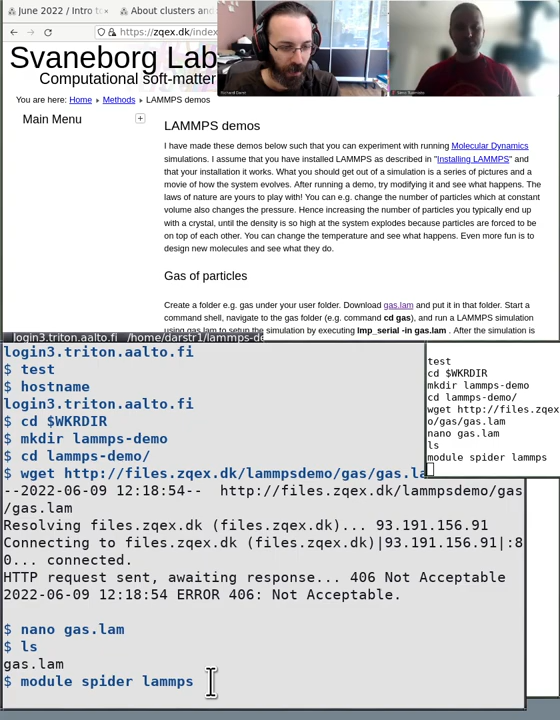 June 2022 / Intro t
About clusters and
https://zqex.dk/index
Svaneborg Lab
Computational soft-matter
You are here: Home ▸ Methods ▸ LAMMPS demos
Main Menu
LAMMPS demos
I have made these demos below such that you can experiment with running Molecular Dynamics
simulations. I assume that you have installed LAMMPS as described in "Installing LAMMPS" and
that your installation it works. What you should get out of is a series of pictures and a
movie of how the system evolves. After running a demo, try modifying it and see what happens. The
laws of nature are yours to play with! You can e.g. change the number of particles which at constant
volume also changes the pressure. Hence increasing the number of particles you typically end up
with a crystal, until the density is so high at the system explodes because particles are forced to be
on top of each other. You can change the temperature and see what happens. Even more fun is to
design new molecules and see what they do.
Gas of particles
Create a folder e.g. gas under your user folder. Download gas.lam and put it in that folder. Start a
command shell, navigate to the gas folder (e.g. command cd gas), and run a LAMMPS simulation
using gas.lam to setup the simulation by executing lmp_serial -in gas.lam . After the simulation is
login3.triton.aalto.fi /home/darstr1/lammps-de
login3.triton.aalto.fi
$ test
$ hostname
login3.triton.aalto.fi
$ cd $WKRDIR
$ mkdir lammps-demo
$ cd lammps-demo/
$ wget http://files.zqex.dk/lammpsdemo/gas/gas.la
--2022-06-09 12:18:54-- http://files.zqex.dk/lammpsdemo/gas
/gas.lam
Resolving files.zqex.dk (files.zqex.dk)... 93.191.156.91
Connecting to files.zqex.dk (files.zqex.dk)|93.191.156.91|:8
0... connected.
HTTP request sent, awaiting response... 406 Not Acceptable
2022-06-09 12:18:54 ERROR 406: Not Acceptable.
$ nano gas.lam
$ ls
gas.lam
$ module spider lammps
test
cd $WKRDIR
mkdir lammps-demo
cd lammps-demo/
wget http://files.zqex
o/gas/gas.lam
nano gas.lam
ls
module spider lammps